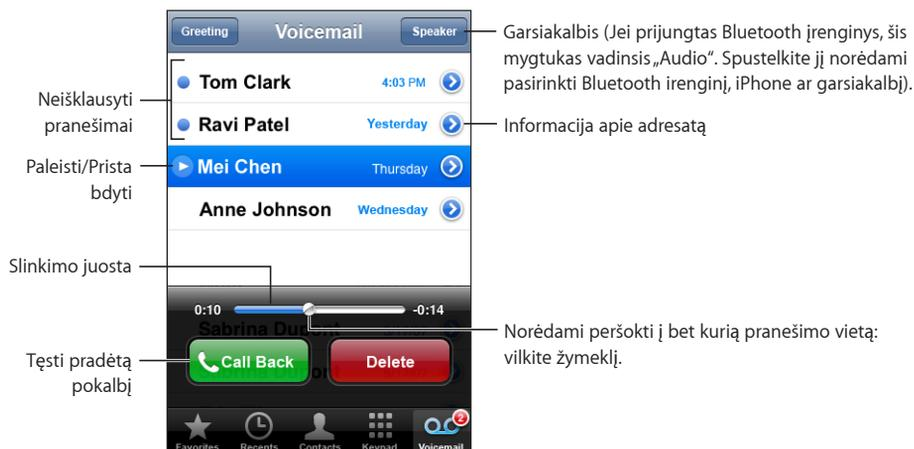 Greeting
Voicemail
Speaker
Garsiakalbis (Jei prijungtas Bluetooth įrenginys, šis
mygtukas vadinsis „Audio“. Spustelkite jį norėdami
pasirinkti Bluetooth irenginį, iPhone ar garsiakalbį).
Tom Clark
4:03 PM
Neišklausyti
pranešimai
Ravi Patel
Yesterday
Informacija apie adresatą
Paleisti/Prista
bdyti
Mei Chen
Thursday
Anne Johnson
Wednesday
Slinkimo juosta
0:10
-0:14
Sabrina Dupont
Norėdami peršokti į bet kurią pranešimo vietą:
vilkite žymeklį.
Tęsti pradėtą
pokalbį
Call Back
Delete
2
Favorites
Recents
Contacts
Keypad
Voicemail